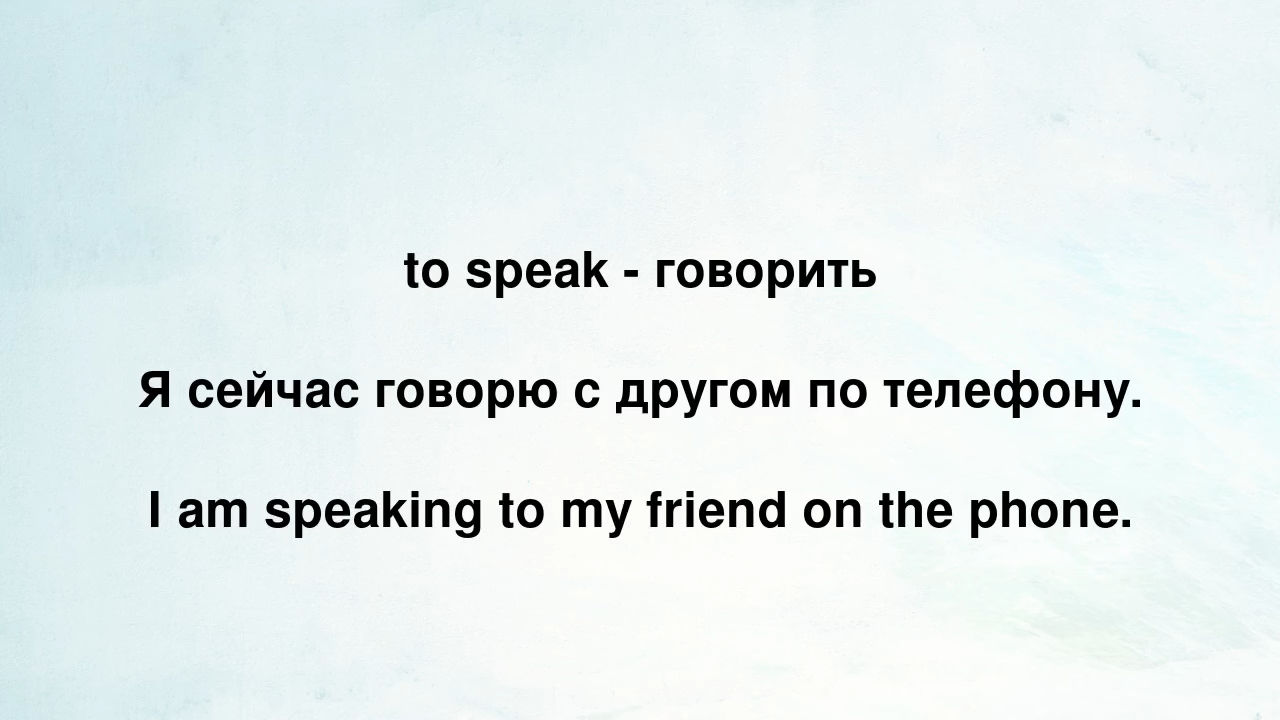 to speak - говорить
Я сейчас говорю с другом по телефону.
I am speaking to my friend on the phone.